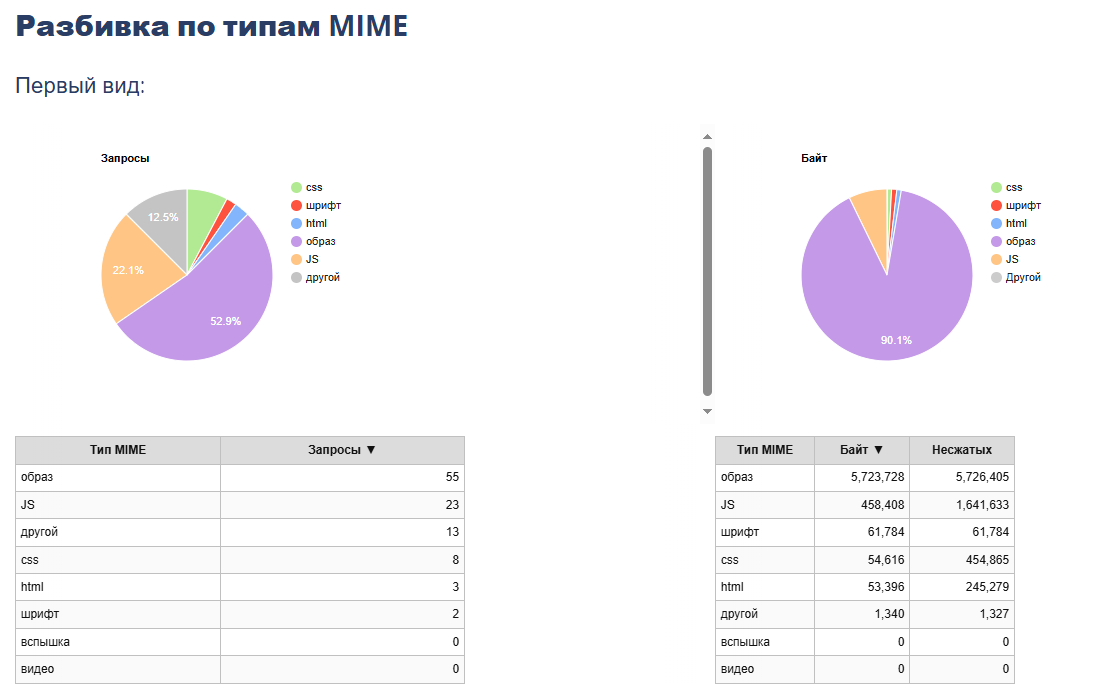 Разбивка по типам MIME
Первый вид:
Запросы
12.5%
22.1%
52.9%
css
шрифт
html
образ
JS
другой
Байт
90.1%
css
шрифт
html
образ
JS
Другой
Тип MIME Запросы ▼
образ 55
JS 23
другой 13
css 8
html 3
шрифт 2
вспышка 0
видео 0
Тип MIME Байт ▼ Несжатых
образ 5,723,728 5,726,405
JS 458,408 1,641,633
шрифт 61,784 61,784
css 54,616 454,865
html 53,396 245,279
другой 1,340 1,327
вспышка 0 0
видео 0 0